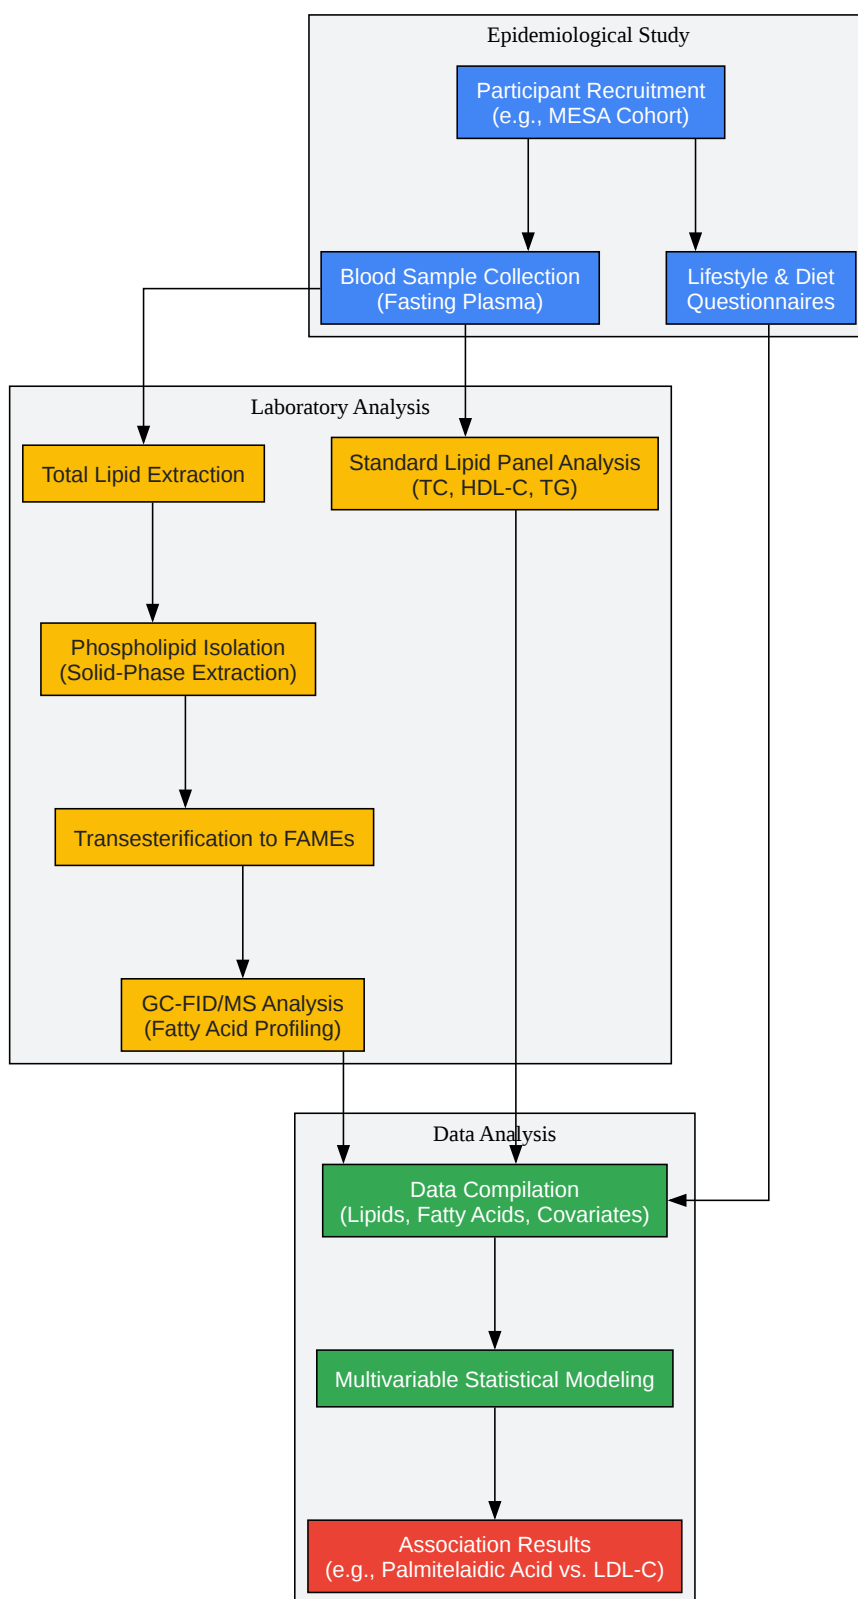 Epidemiological Study
Participant Recruitment
(e.g., MESA Cohort)
Blood Sample Collection
(Fasting Plasma)
Lifestyle & Diet
Questionnaires
Laboratory Analysis
Total Lipid Extraction
Standard Lipid Panel Analysis
(TC, HDL-C, TG)
Phospholipid Isolation
(Solid-Phase Extraction)
Transesterification to FAMEs
GC-FID/MS Analysis
(Fatty Acid Profiling)
Data Analysis
Data Compilation
(Lipids, Fatty Acids, Covariates)
Multivariable Statistical Modeling
Association Results
(e.g., Palmitelaidic Acid vs. LDL-C)